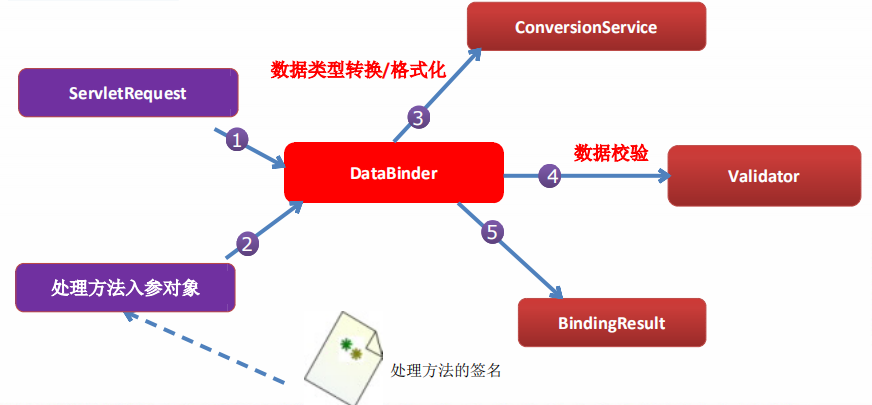 ConversionService
数据类型转换/格式化
ServletRequest
3
1
数据校验
DataBinder
Validator
4
2
5
处理方法入参对象
BindingResult
处理方法的签名